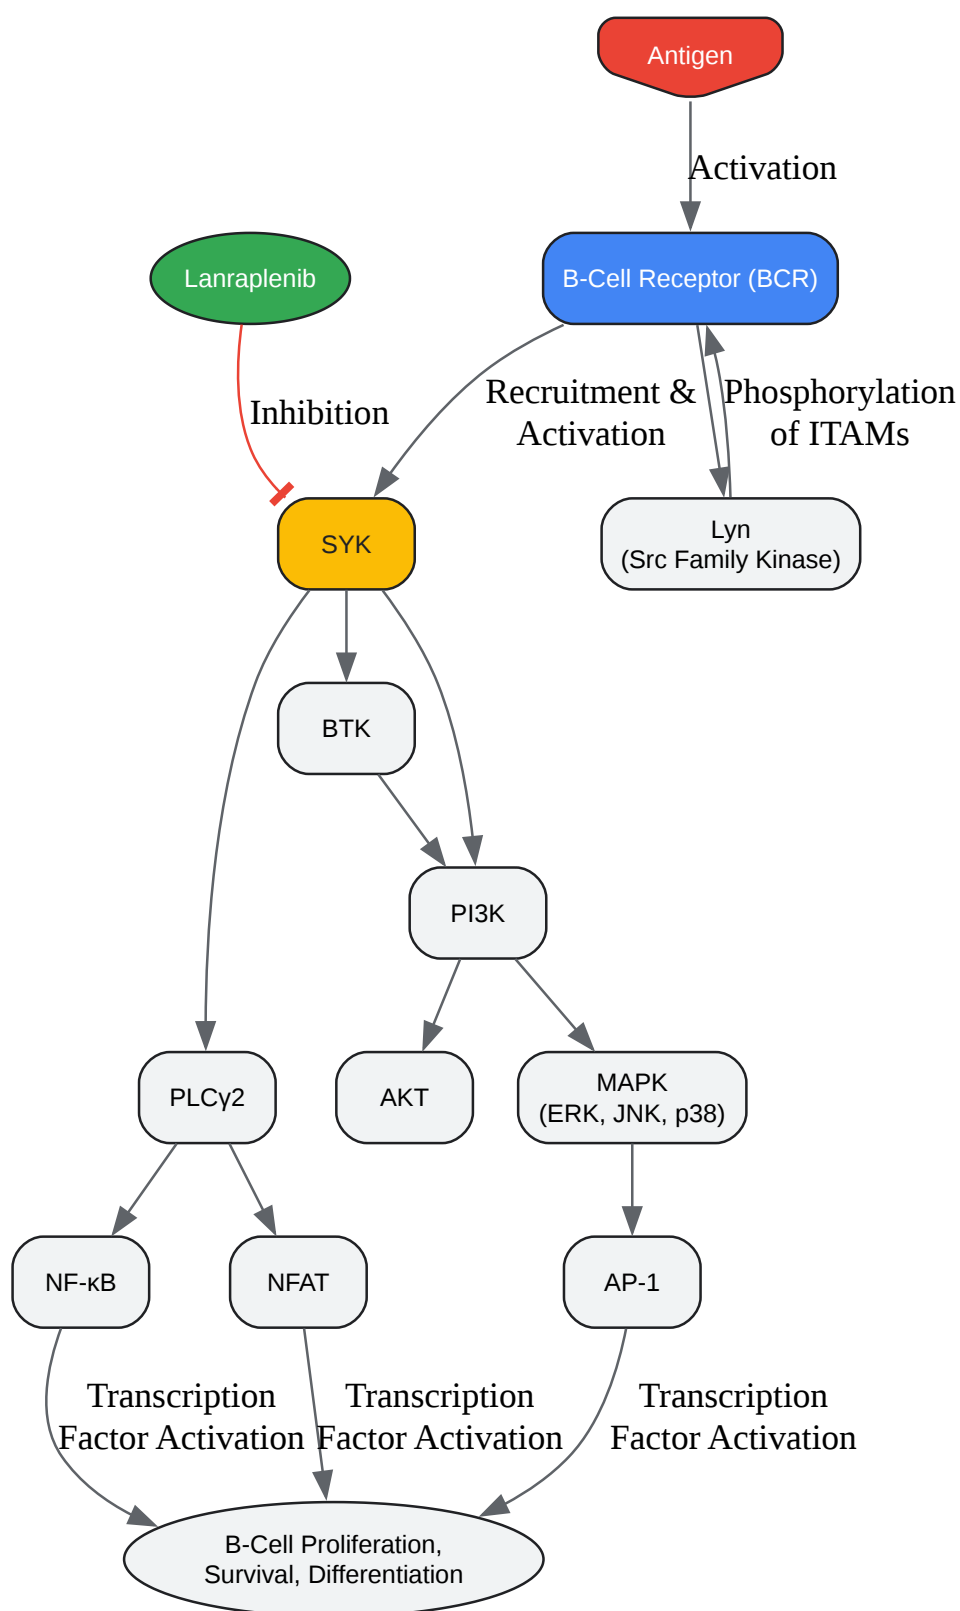 Antigen
Activation
Lanraplenib
B-Cell Receptor (BCR)
Inhibition
Recruitment &
Activation
Phosphorylation
of ITAMs
SYK
Lyn
(Src Family Kinase)
BTK
PI3K
PLCγ2
AKT
MAPK
(ERK, JNK, p38)
NF-κB
NFAT
AP-1
Transcription
Factor Activation
Transcription
Factor Activation
Transcription
Factor Activation
B-Cell Proliferation,
Survival, Differentiation